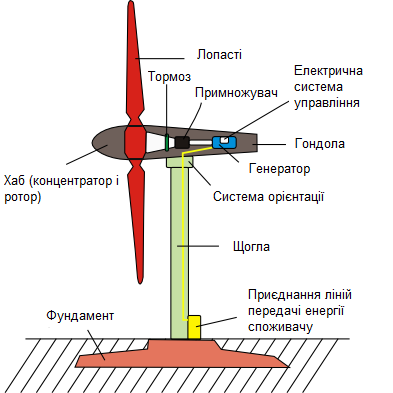 Лопасті
Тормоз
Примножувач
Електрична
система
управління
Гондола
Генератор
Хаб (концентратор і
ротор)
Система орієнтації
Щогла
Приєднання ліній
передачі енергії
споживачу
Фундамент